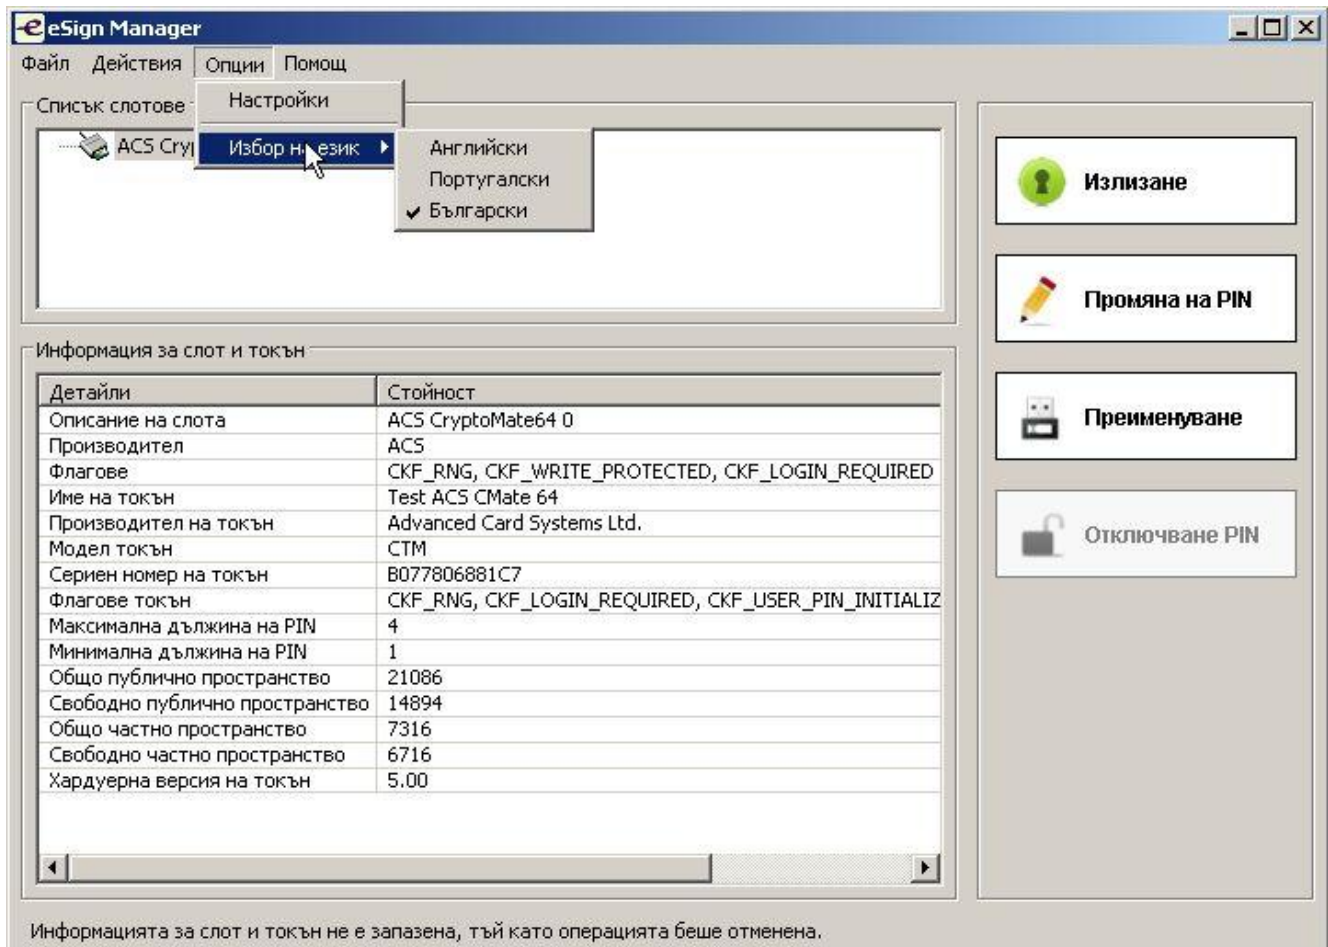 eSign Manager
Файл Действия Опции Помощ
Настройки
Избор на език
Английски
Португалски
Български
Списък слотове
ACS Cry
Излизане
Промяна на PIN
Преименуване
Отключване PIN
Информация за слот и токън
Детайли Стойност
Описание на слота ACS CryptoMate64 0
Производител ACS
Флагове CKF_RNG, CKF_WRITE_PROTECTED, CKF_LOGIN_REQUIRED
Име на токън Test ACS CMate 64
Производител на токън Advanced Card Systems Ltd.
Модел токън CTM
Сериен номер на токън B077806881C7
Флагове токън CKF_RNG, CKF_LOGIN_REQUIRED, CKF_USER_PIN_INITIALIZ
Максимална дължина на PIN 4
Минимална дължина на PIN 1
Общо публично пространство 21086
Свободно публично пространство 14894
Общо частно пространство 7316
Свободно частно пространство 6716
Хардуерна версия на токън 5.00
Информацията за слот и токън не е запазена, тъй като операцията беше отменена.